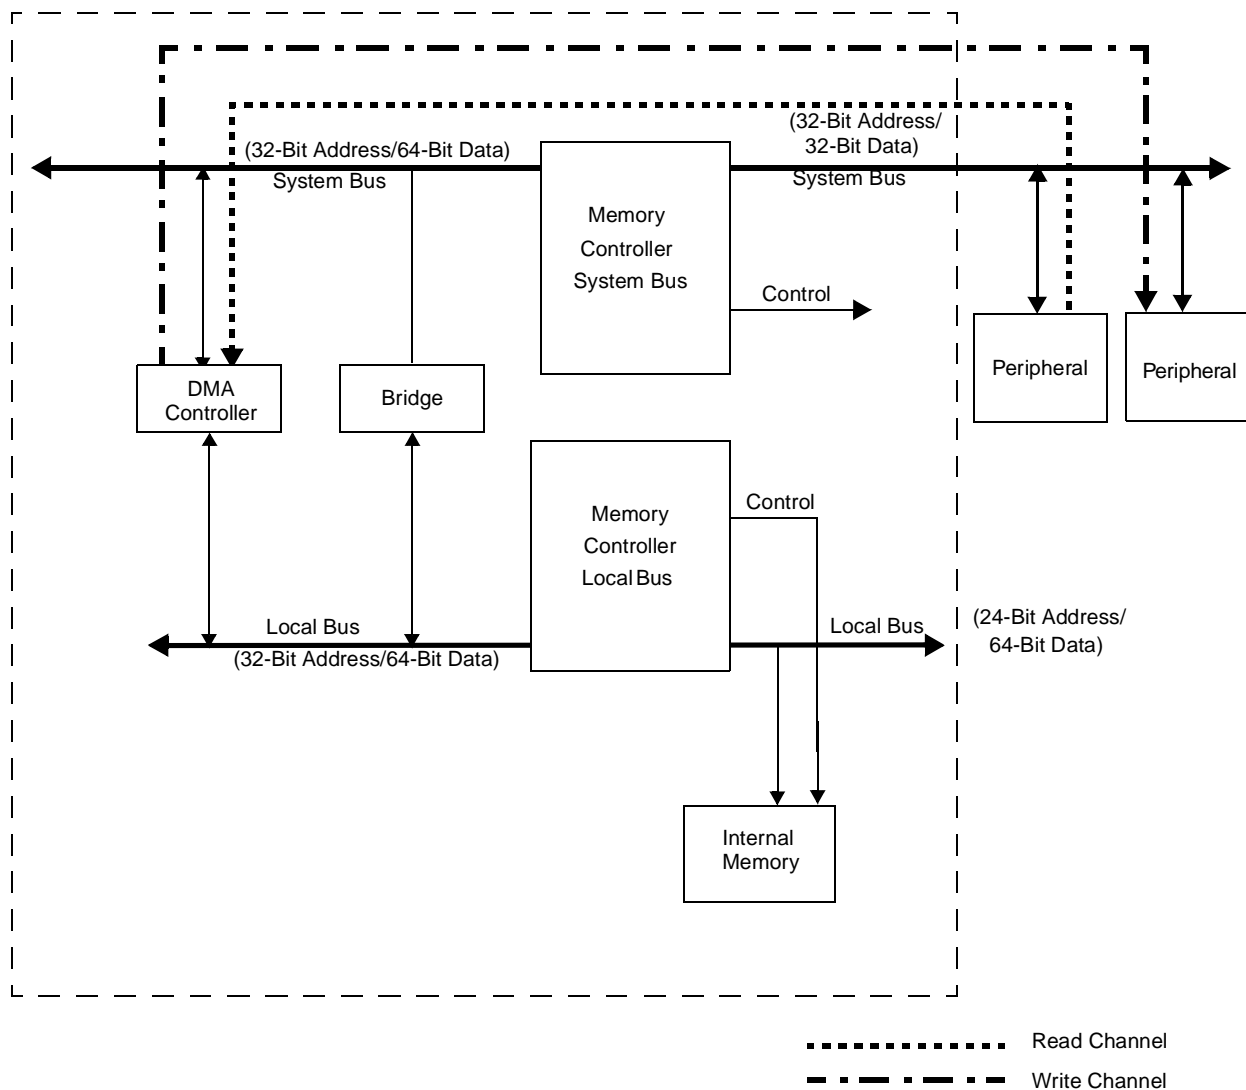 (32-Bit Address/
32-Bit Data)
System Bus
(32-Bit Address/64-Bit Data)
System Bus
Memory
Controller
System Bus
Control
Peripheral
Peripheral
DMA
Controller
Bridge
Memory
Controller
Local Bus
Control
Local Bus
(32-Bit Address/64-Bit Data)
Local Bus
(24-Bit Address/
64-Bit Data)
Internal
Memory
Read Channel
Write Channel